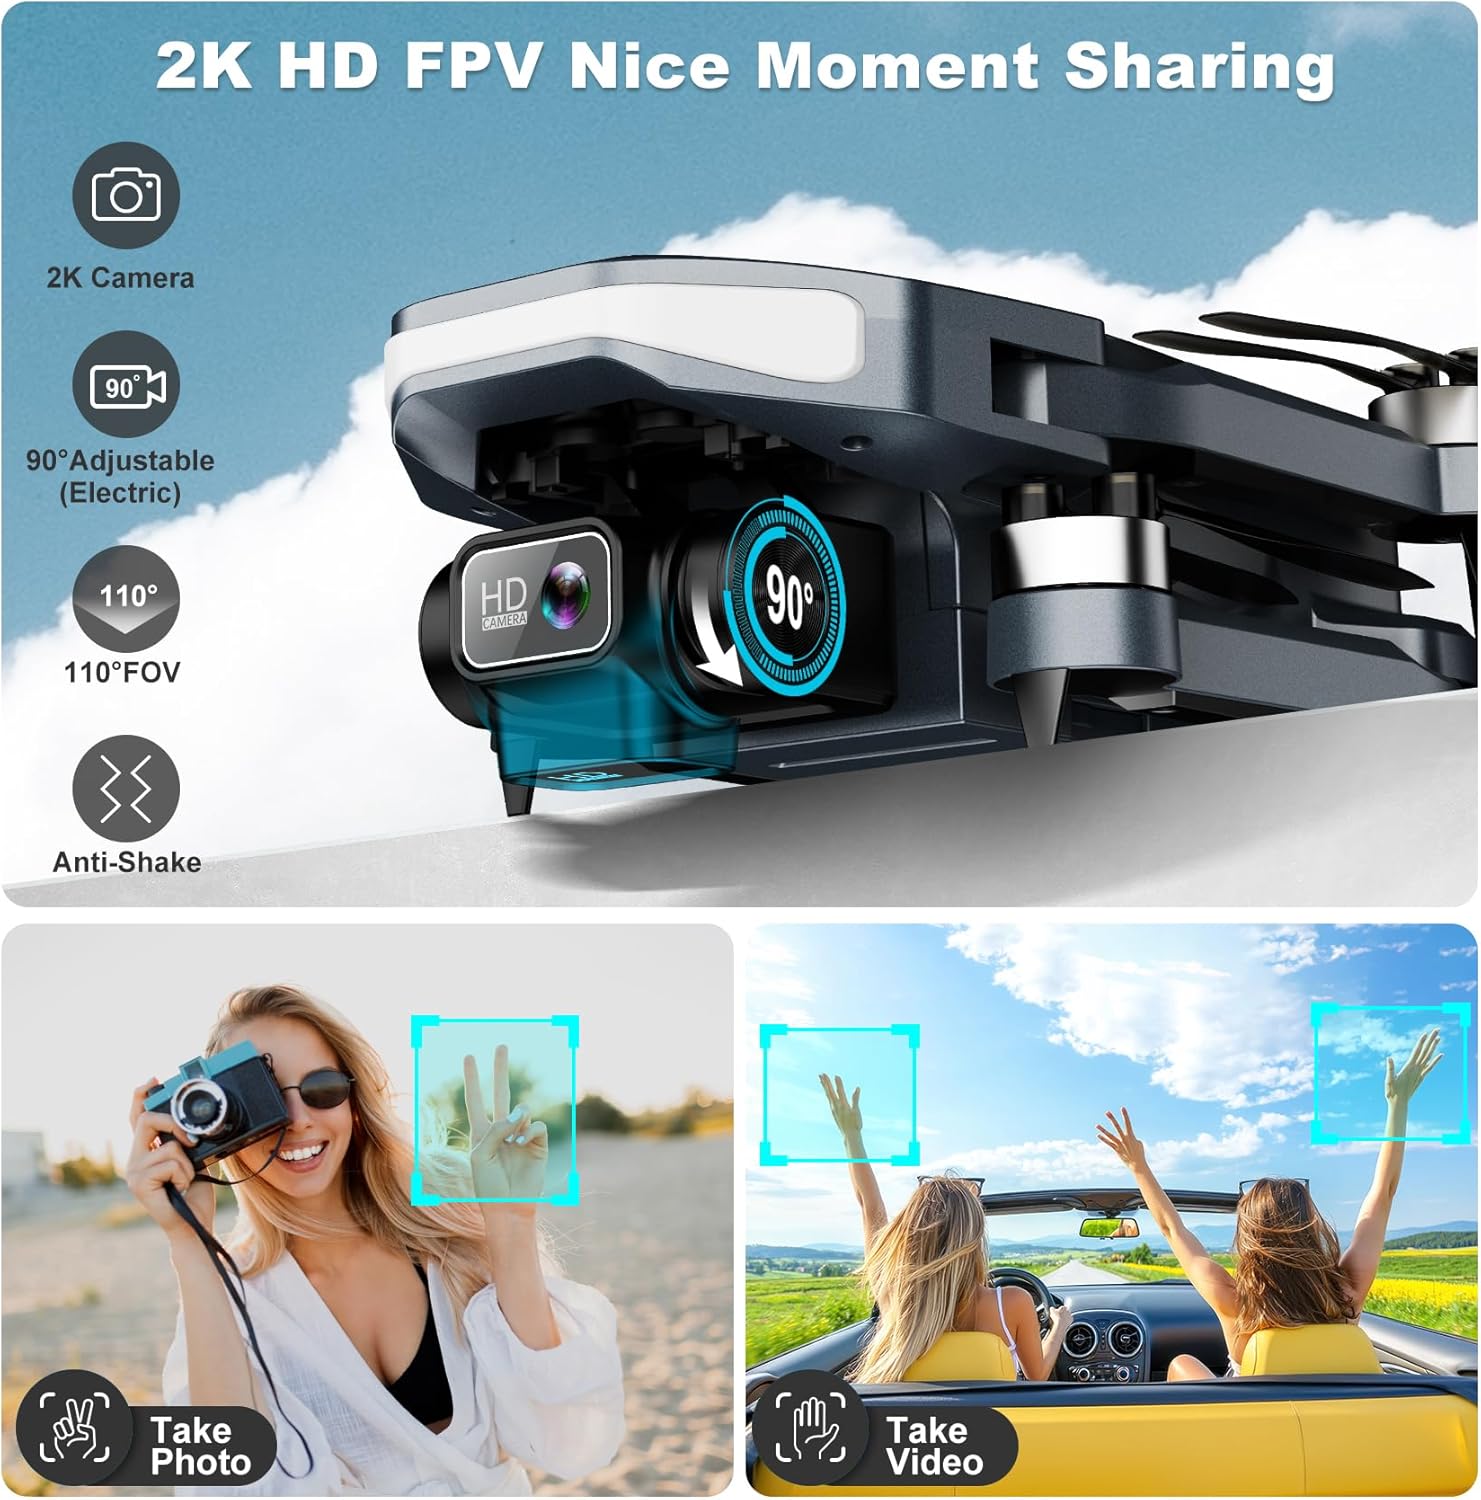 2K HD FPV Nice Moment Sharing
2K Camera
90°
90°Adjustable
(Electric)
110°
110°FOV
Anti-Shake
HD
CAMERA
90°
HD
Take
Photo
Take
Video